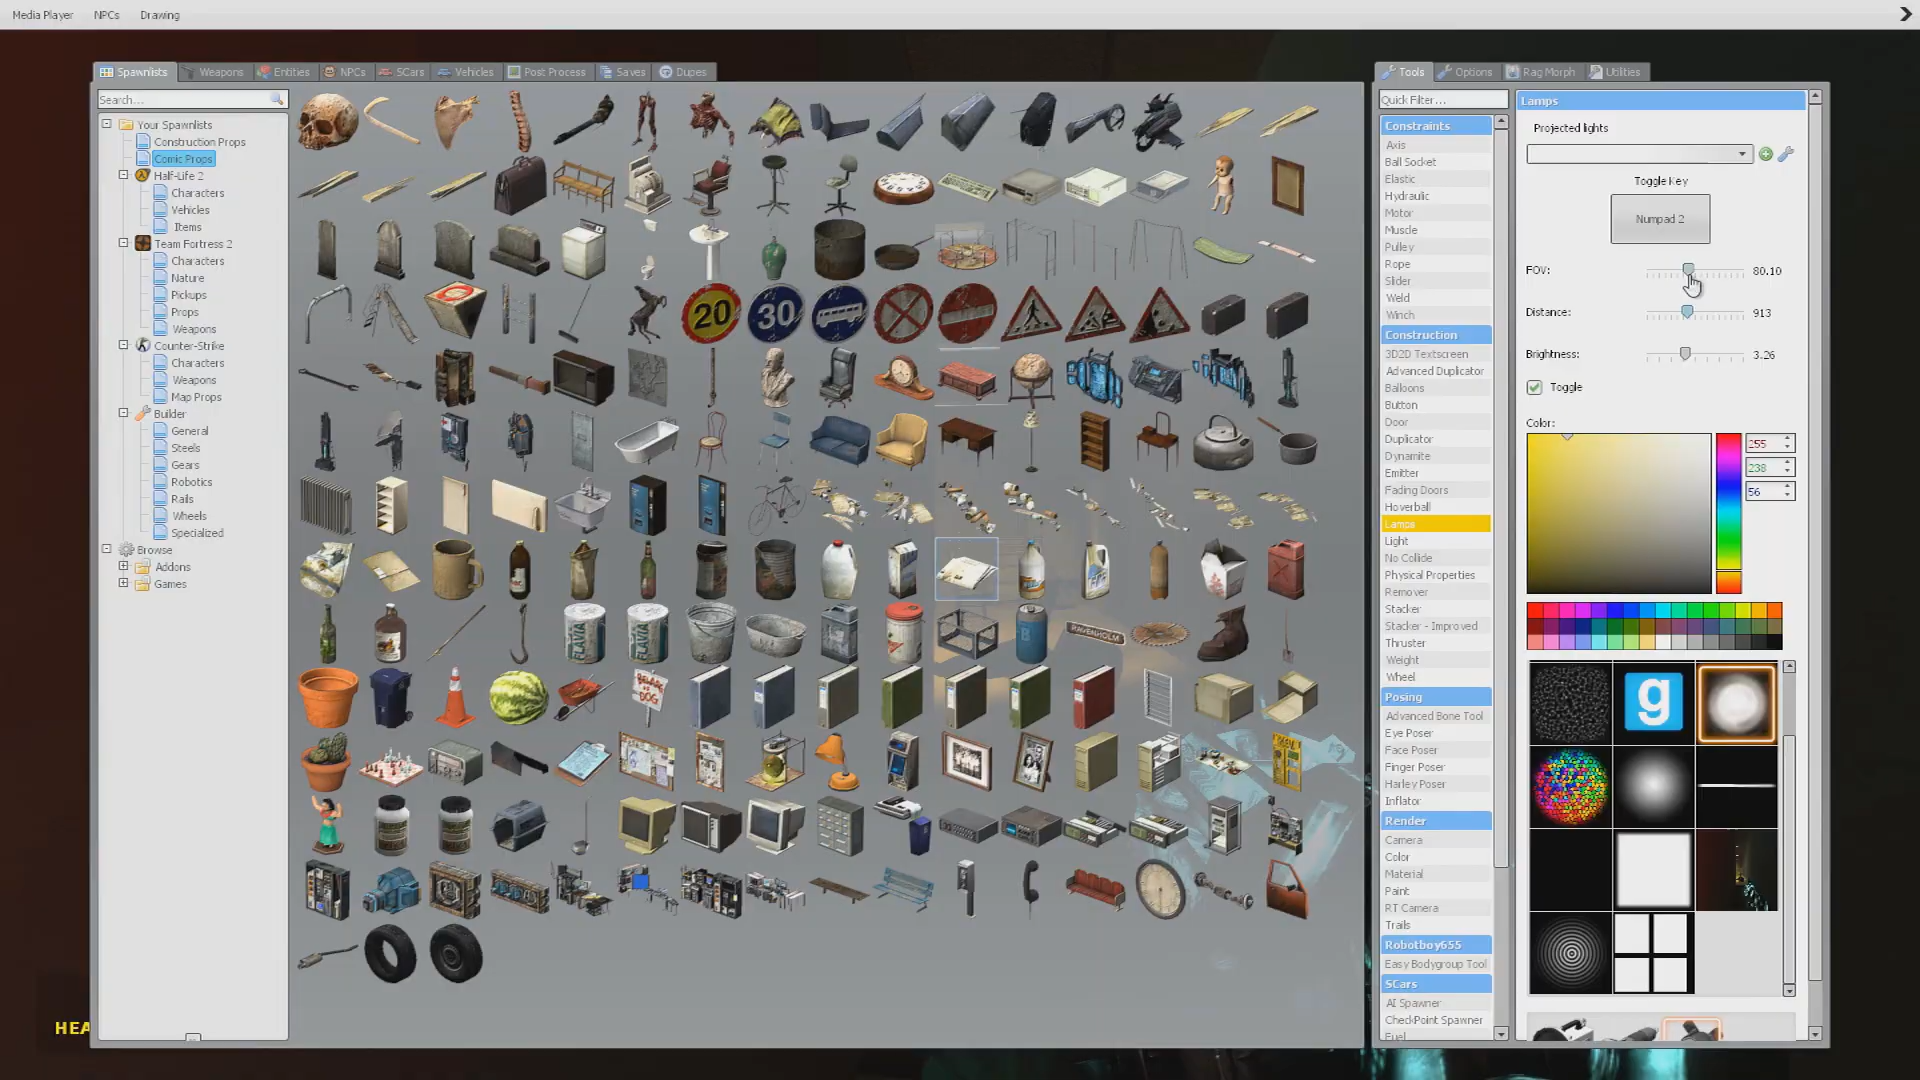 Media Player NPCs Drawing
Spawnlists Weapons Entities NPCs SCars Vehicles Post Process Saves Dupes
Search...
Your Spawnlists
Construction Props
Comic Props
Half-Life 2
Characters
Vehicles
Items
Team Fortress 2
Characters
Nature
Pickups
Props
Weapons
Counter-Strike
Characters
Weapons
Map Props
Builder
General
Steels
Gears
Robotics
Rails
Wheels
Specialized
Browse
Addons
Games
20
30
RAVENHOLM
BEWARE OF DOG
HEA
Tools Options Rag Morph Utilities
Quick Filter...
Constraints
Axis
Ball Socket
Elastic
Hydraulic
Motor
Muscle
Pulley
Rope
Slider
Weld
Winch
Construction
3D2D Textscreen
Advanced Duplicator
Balloons
Button
Door
Duplicator
Dynamite
Emitter
Fading Doors
Hoverball
Lamps
Light
No Collide
Physical Properties
Remover
Stacker
Stacker - Improved
Thruster
Weight
Wheel
Posing
Advanced Bone Tool
Eye Poser
Face Poser
Finger Poser
Harley Poser
Inflator
Render
Camera
Color
Material
Paint
RT Camera
Trails
Robotboy655
Easy Bodygroup Tool
SCars
AI Spawner
CheckPoint Spawner
Fuel
Lamps
Projected lights
Toggle Key
Numpad 2
FOV: 80.10
Distance: 913
Brightness: 3.26
Toggle
Color:
255
238
56
g